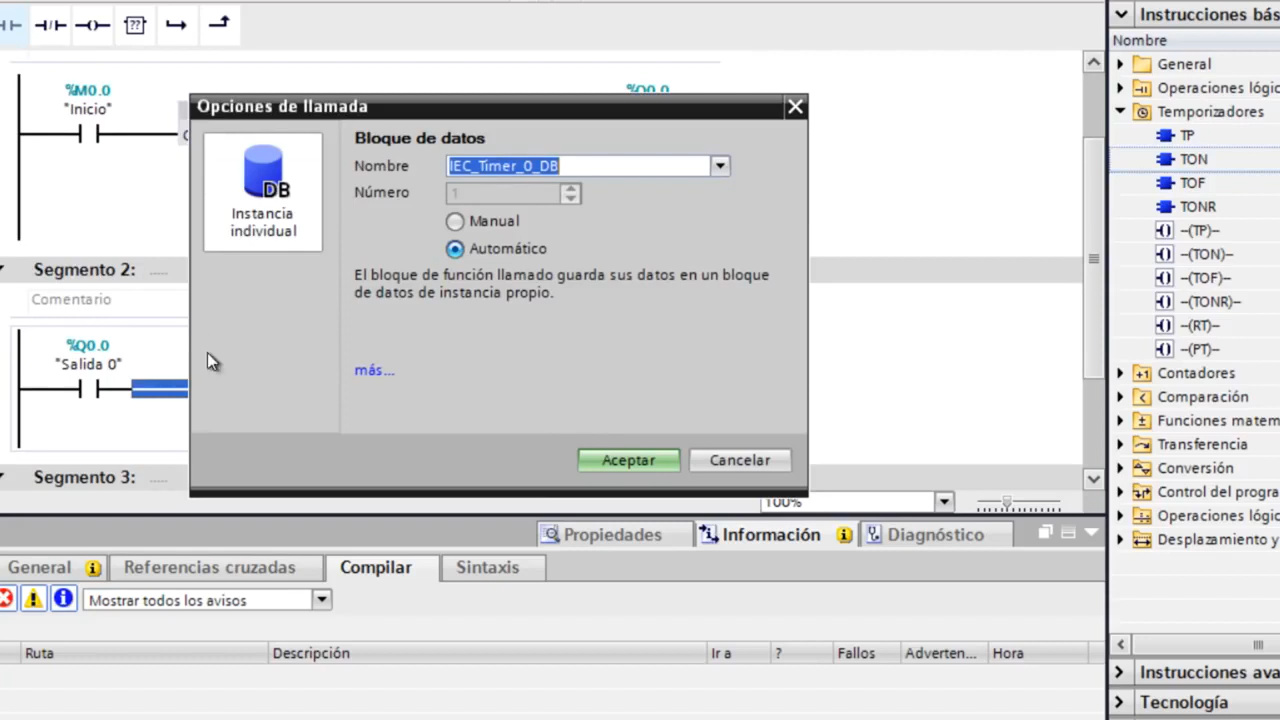 ??
Instrucciones bás
Nombre
General
Operaciones lógic
Temporizadores
TP
TON
TOF
TONR
–(TP)–
–(TON)–
–(TOF)–
–(TONR)–
–(RT)–
–(PT)–
Contadores
Comparación
Funciones matem
Transferencia
Conversión
Control del progra
Operaciones lógic
Desplazamiento y
Instrucciones ava
Tecnología
%M0.0
"Inicio"
%Q0.0
Opciones de llamada
DB
Instancia
individual
Bloque de datos
Nombre IEC_Timer_0_DB
Número 1
Manual
Automático
El bloque de función llamado guarda sus datos en un bloque
de datos de instancia propio.
más...
Aceptar Cancelar
Segmento 2: .....
Comentario
%Q0.0
"Salida 0"
Segmento 3: .....
100%
Propiedades Información Diagnóstico
General Referencias cruzadas Compilar Sintaxis
Mostrar todos los avisos
Ruta Descripción Ir a ? Fallos Adverten... Hora